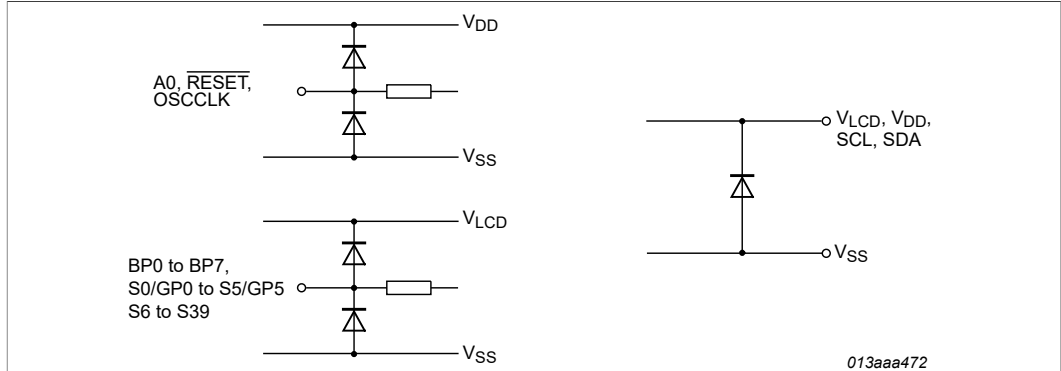 VDD
A0, RESET,
OSCCLK
VSS
VLCD
BP0 to BP7,
S0/GP0 to S5/GP5
S6 to S39
VSS
VLCD, VDD,
SCL, SDA
VSS
013aaa472